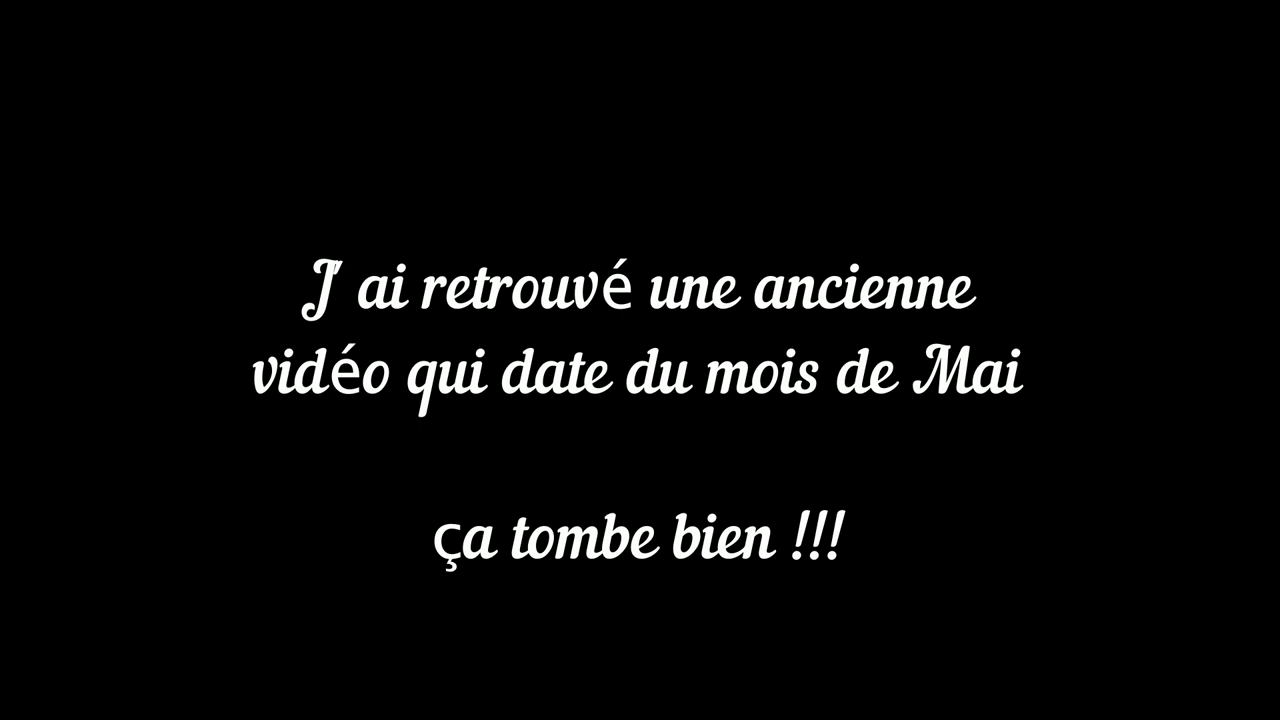 J' ai retrouvé une ancienne
vidéo qui date du mois de Mai
ça tombe bien !!!